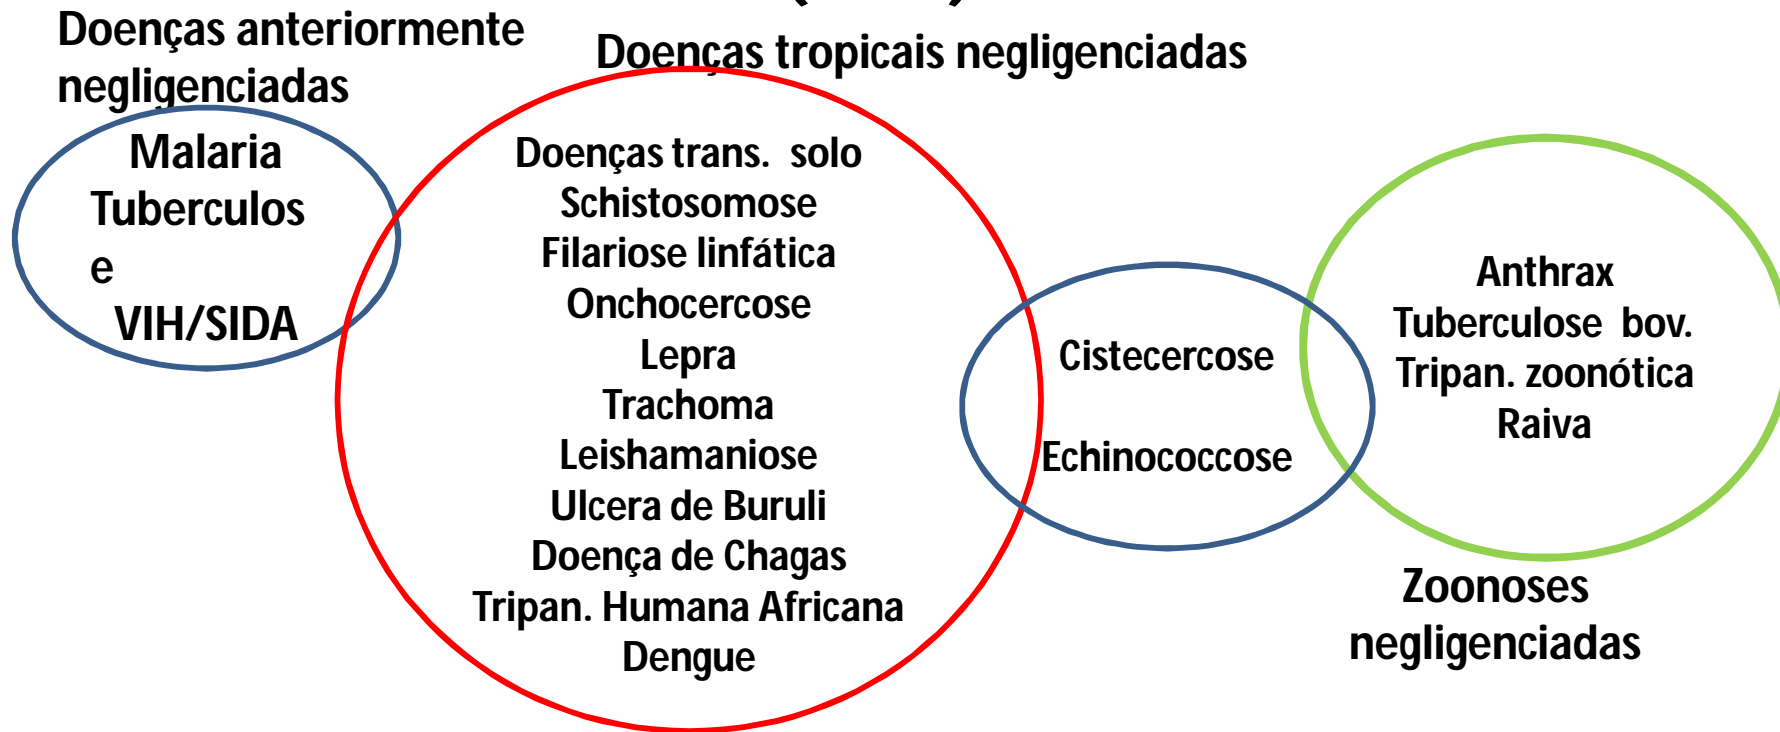 Doenças anteriormente
negligenciadas
Doenças tropicais negligenciadas
Malaria
Tuberculos
e
VIH/SIDA
Doenças trans. solo
Schistosomose
Filariose linfática
Onchocercose
Lepra
Trachoma
Leishamaniose
Ulcera de Buruli
Doença de Chagas
Tripan. Humana Africana
Dengue
Cistecercose
Echinococcose
Anthrax
Tuberculose bov.
Tripan. zoonótica
Raiva
Zoonoses
negligenciadas